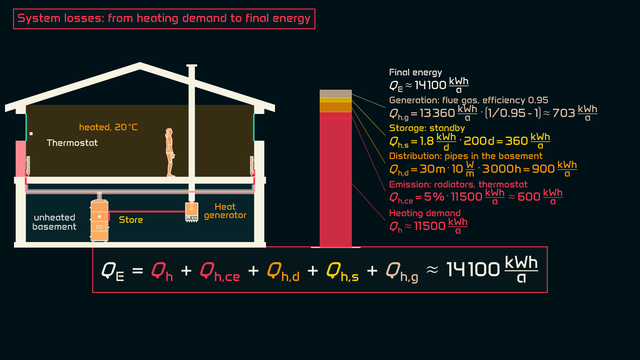 System losses: from heating demand to final energy
heated, 20 °C
Thermostat
unheated
basement
Store
Heat
generator
Final energy
Q_E ≈ 14100 kWh/a
Generation: flue gas, efficiency 0.95
Q_h,g = 13360 kWh/a · (1/0.95 - 1) ≈ 703 kWh/a
Storage: standby
Q_h,s = 1.8 kWh/d · 200d = 360 kWh/a
Distribution: pipes in the basement
Q_h,d = 30m · 10 W/m · 3000h = 900 kWh/a
Emission: radiators, thermostat
Q_h,ce = 5% · 11500 kWh/a ≈ 600 kWh/a
Heating demand
Q_h ≈ 11500 kWh/a
Q_E = Q_h + Q_h,ce + Q_h,d + Q_h,s + Q_h,g ≈ 14100 kWh/a